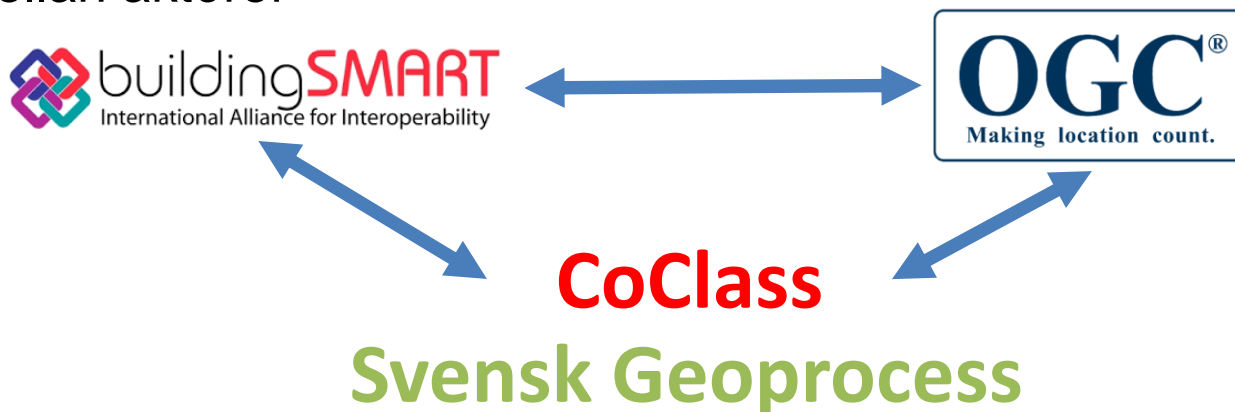 buildingSMART
International Alliance for Interoperability
OGC®
Making location count.
CoClass
Svensk Geoprocess